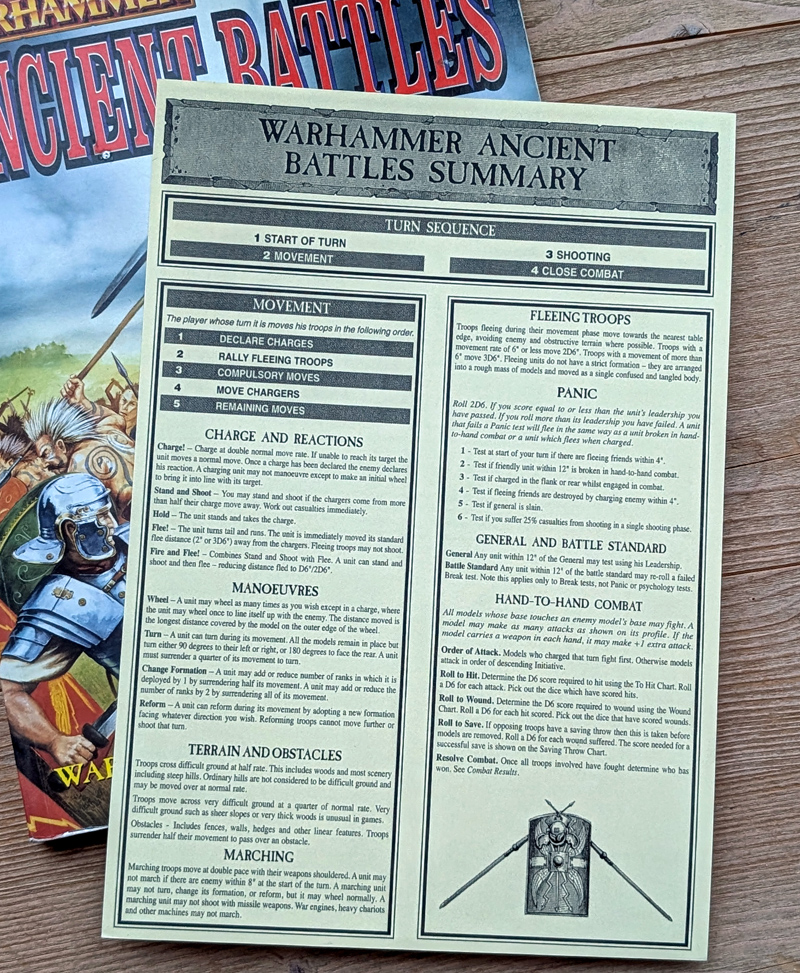 WARHAMMER
ANCIENT BATTLES
WARHAMMER ANCIENT
BATTLES SUMMARY
TURN SEQUENCE
1 START OF TURN
2 MOVEMENT
3 SHOOTING
4 CLOSE COMBAT
MOVEMENT
The player whose turn it is moves his troops in the following order.
1 DECLARE CHARGES
2 RALLY FLEEING TROOPS
3 COMPULSORY MOVES
4 MOVE CHARGERS
5 REMAINING MOVES
CHARGE AND REACTIONS
Charge! – Charge at double normal move rate. If unable to reach its target the
unit moves a normal move. Once a charge has been declared the enemy declares
his reaction. A charging unit may not manoeuvre except to make an initial wheel
to bring it into line with its target.
Stand and Shoot – You may stand and shoot if the chargers come from more
than half their charge move away. Work out casualties immediately.
Hold – The unit stands and takes the charge.
Flee! – The unit turns tail and runs. The unit is immediately moved its standard
flee distance (2" or 3D6") away from the chargers. Fleeing troops may not shoot.
Fire and Flee! – Combines Stand and Shoot with Flee. A unit can stand and
shoot and then flee – reducing distance fled to D6"/2D6".
MANOEUVRES
Wheel – A unit may wheel as many times as you wish except in a charge, where
the unit may wheel once to line itself up with the enemy. The distance moved is
the longest distance covered by the model on the outer edge of the wheel.
Turn – A unit can turn during its movement. All the models remain in place but
turn either 90 degrees to their left or right, or 180 degrees to face the rear. A unit
must surrender a quarter of its movement to turn.
Change Formation – A unit may add or reduce number of ranks in which it is
deployed by 1 by surrendering half its movement. A unit may add or reduce the
number of ranks by 2 by surrendering all of its movement.
Reform – A unit can reform during its movement by adopting a new formation
facing whatever direction you wish. Reforming troops cannot move further or
shoot that turn.
TERRAIN AND OBSTACLES
Troops cross difficult ground at half rate. This includes woods and most scenery
including steep hills. Ordinary hills are not considered to be difficult ground and
may be moved over at normal rate.
Troops move across very difficult ground at a quarter of normal rate. Very
difficult ground such as sheer slopes or very thick woods is unusual in games.
Obstacles - Includes fences, walls, hedges and other linear features. Troops
surrender half their movement to pass over an obstacle.
MARCHING
Marching troops move at double pace with their weapons shouldered. A unit may
not march if there are enemy within 8" at the start of the turn. A marching unit
may not turn, change its formation, or reform, but it may wheel normally. A
marching unit may not shoot with missile weapons. War engines, heavy chariots
and other machines may not march.
FLEEING TROOPS
Troops fleeing during their movement phase move towards the nearest table
edge, avoiding enemy and obstructive terrain where possible. Troops with a
movement rate of 6" or less move 2D6". Troops with a movement of more than
6" move 3D6". Fleeing units do not have a strict formation – they are arranged
into a rough mass of models and moved as a single confused and tangled body.
PANIC
Roll 2D6. If you score equal to or less than the unit's leadership you
have passed. If you roll more than its leadership you have failed. A unit
that fails a Panic test will flee in the same way as a unit broken in hand-
to-hand combat or a unit which flees when charged.
1 - Test at start of your turn if there are fleeing friends within 4".
2 - Test if friendly unit within 12" is broken in hand-to-hand combat.
3 - Test if charged in the flank or rear whilst engaged in combat.
4 - Test if fleeing friends are destroyed by charging enemy within 4".
5 - Test if general is slain.
6 - Test if you suffer 25% casualties from shooting in a single shooting phase.
GENERAL AND BATTLE STANDARD
General Any unit within 12" of the General may test using his Leadership.
Battle Standard Any unit within 12" of the battle standard may re-roll a failed
Break test. Note this applies only to Break tests, not Panic or psychology tests.
HAND-TO-HAND COMBAT
All models whose base touches an enemy model's base may fight. A
model may make as many attacks as shown on its profile. If the
model carries a weapon in each hand, it may make +1 extra attack.
Order of Attack. Models who charged that turn fight first. Otherwise models
attack in order of descending Initiative.
Roll to Hit. Determine the D6 score required to hit using the To Hit Chart. Roll
a D6 for each attack. Pick out the dice which have scored hits.
Roll to Wound. Determine the D6 score required to wound using the Wound
Chart. Roll a D6 for each hit scored. Pick out the dice that have scored wounds.
Roll to Save. If opposing troops have a saving throw then this is taken before
models are removed. Roll a D6 for each wound suffered. The score needed for a
successful save is shown on the Saving Throw Chart.
Resolve Combat. Once all troops involved have fought determine who has
won. See Combat Results.
WAR